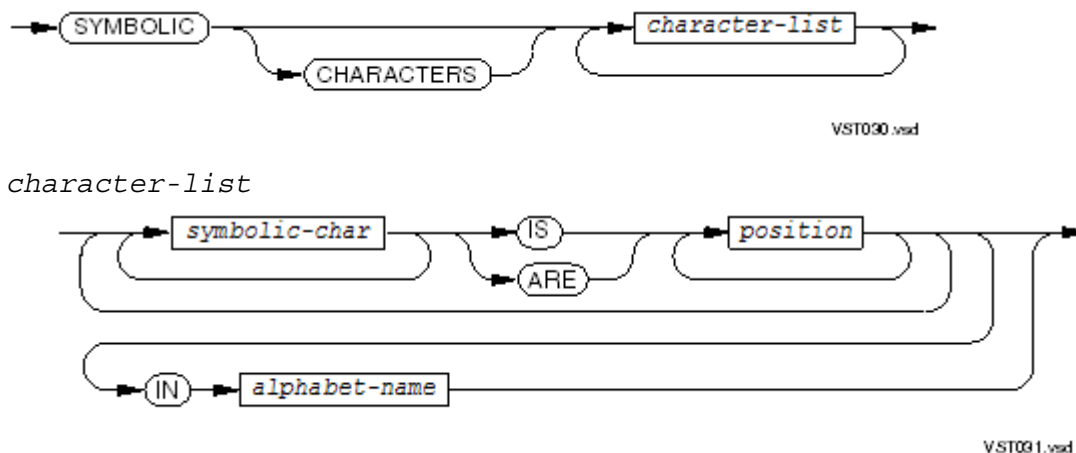 SYMBOLIC character-list
CHARACTERS
VST030.vsd
character-list
symbolic-char IS position
ARE
IN alphabet-name
VST031.vsd